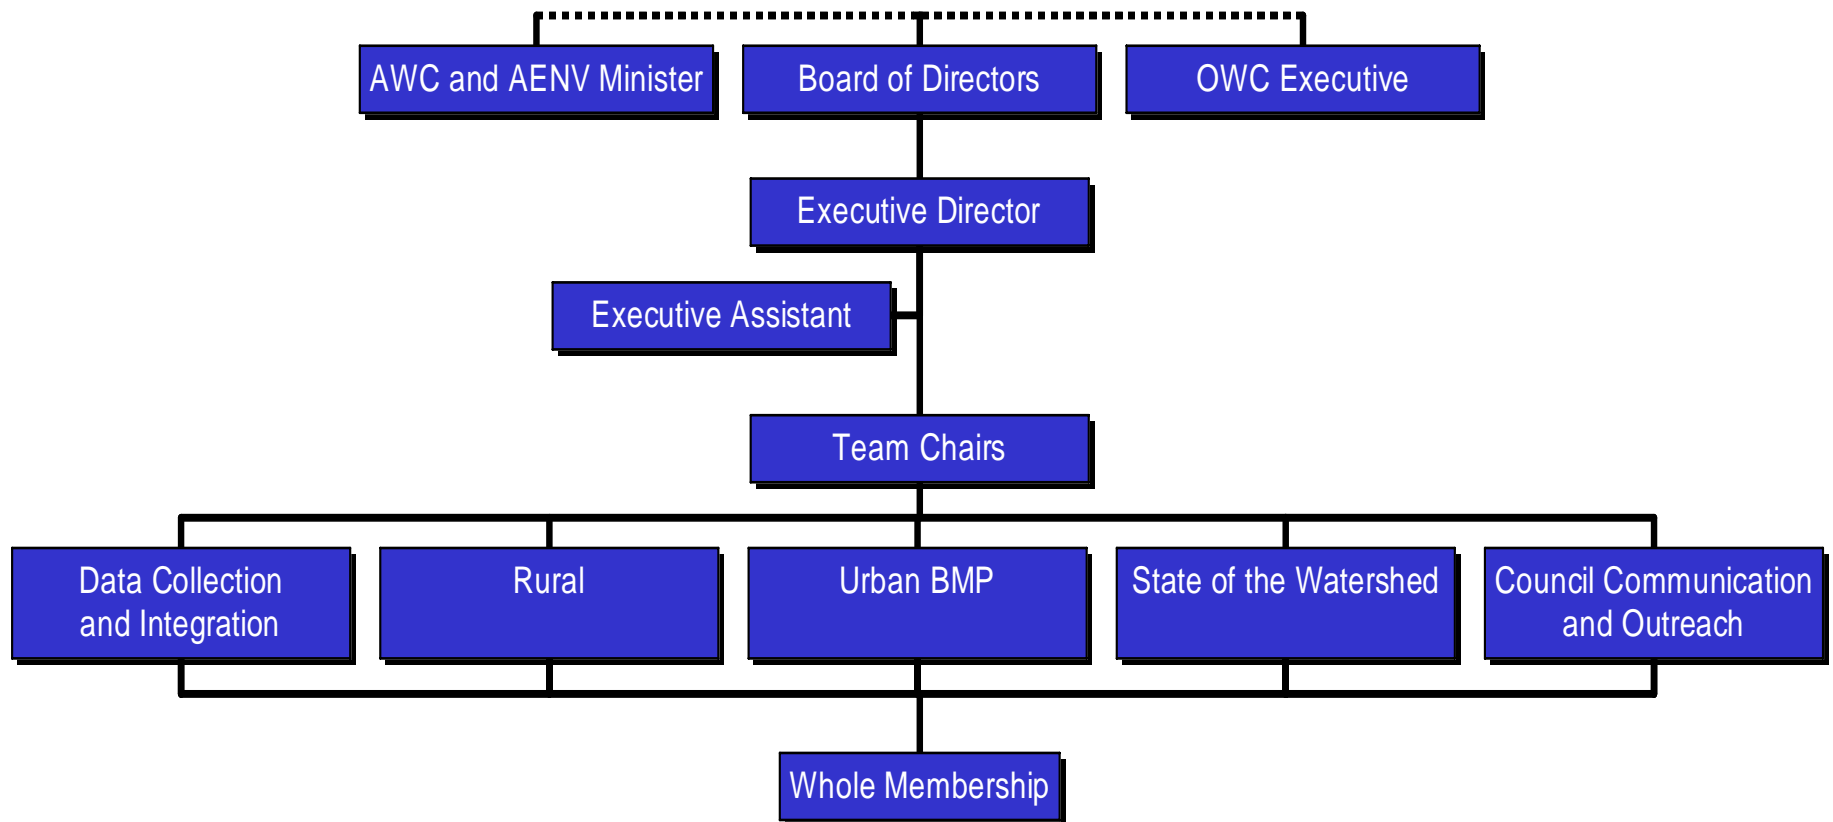 AWC and AENV Minister
Board of Directors
OWC Executive
Executive Director
Executive Assistant
Team Chairs
Data Collection
and Integration
Rural
Urban BMP
State of the Watershed
Council Communication
and Outreach
Whole Membership